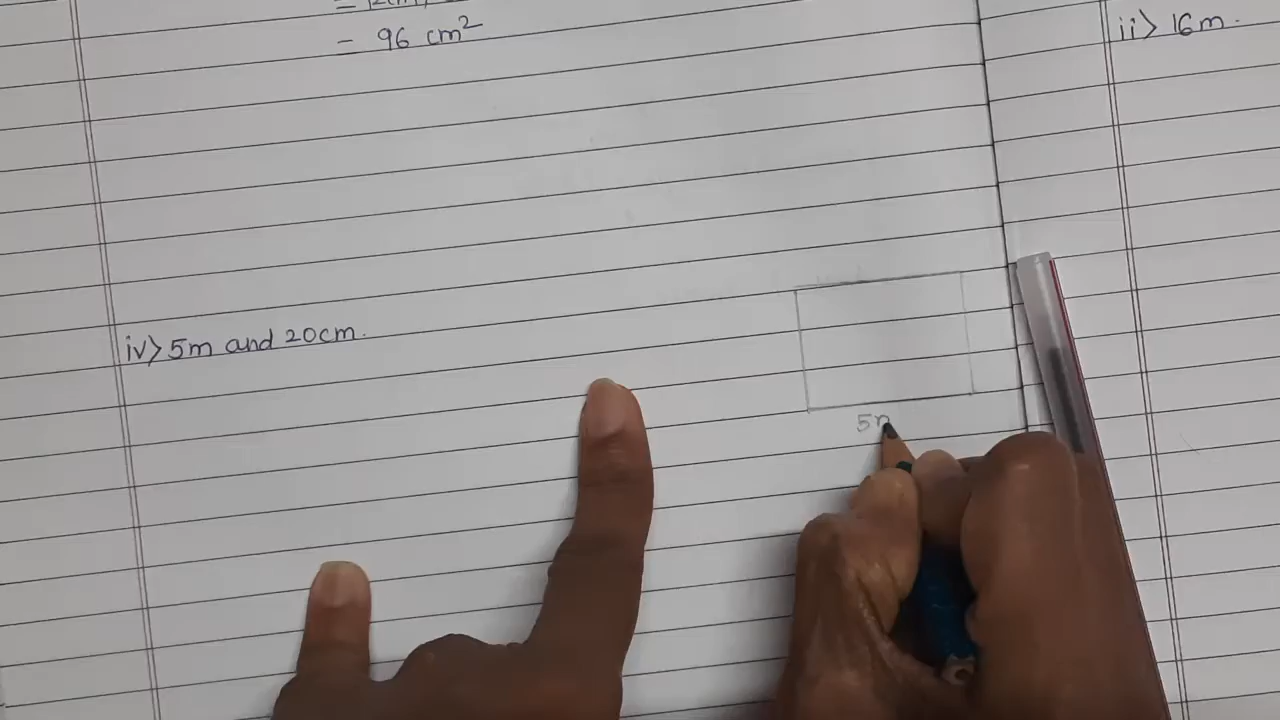 - 96 cm²
iv> 5m and 20cm.
5m
ii> 16m.